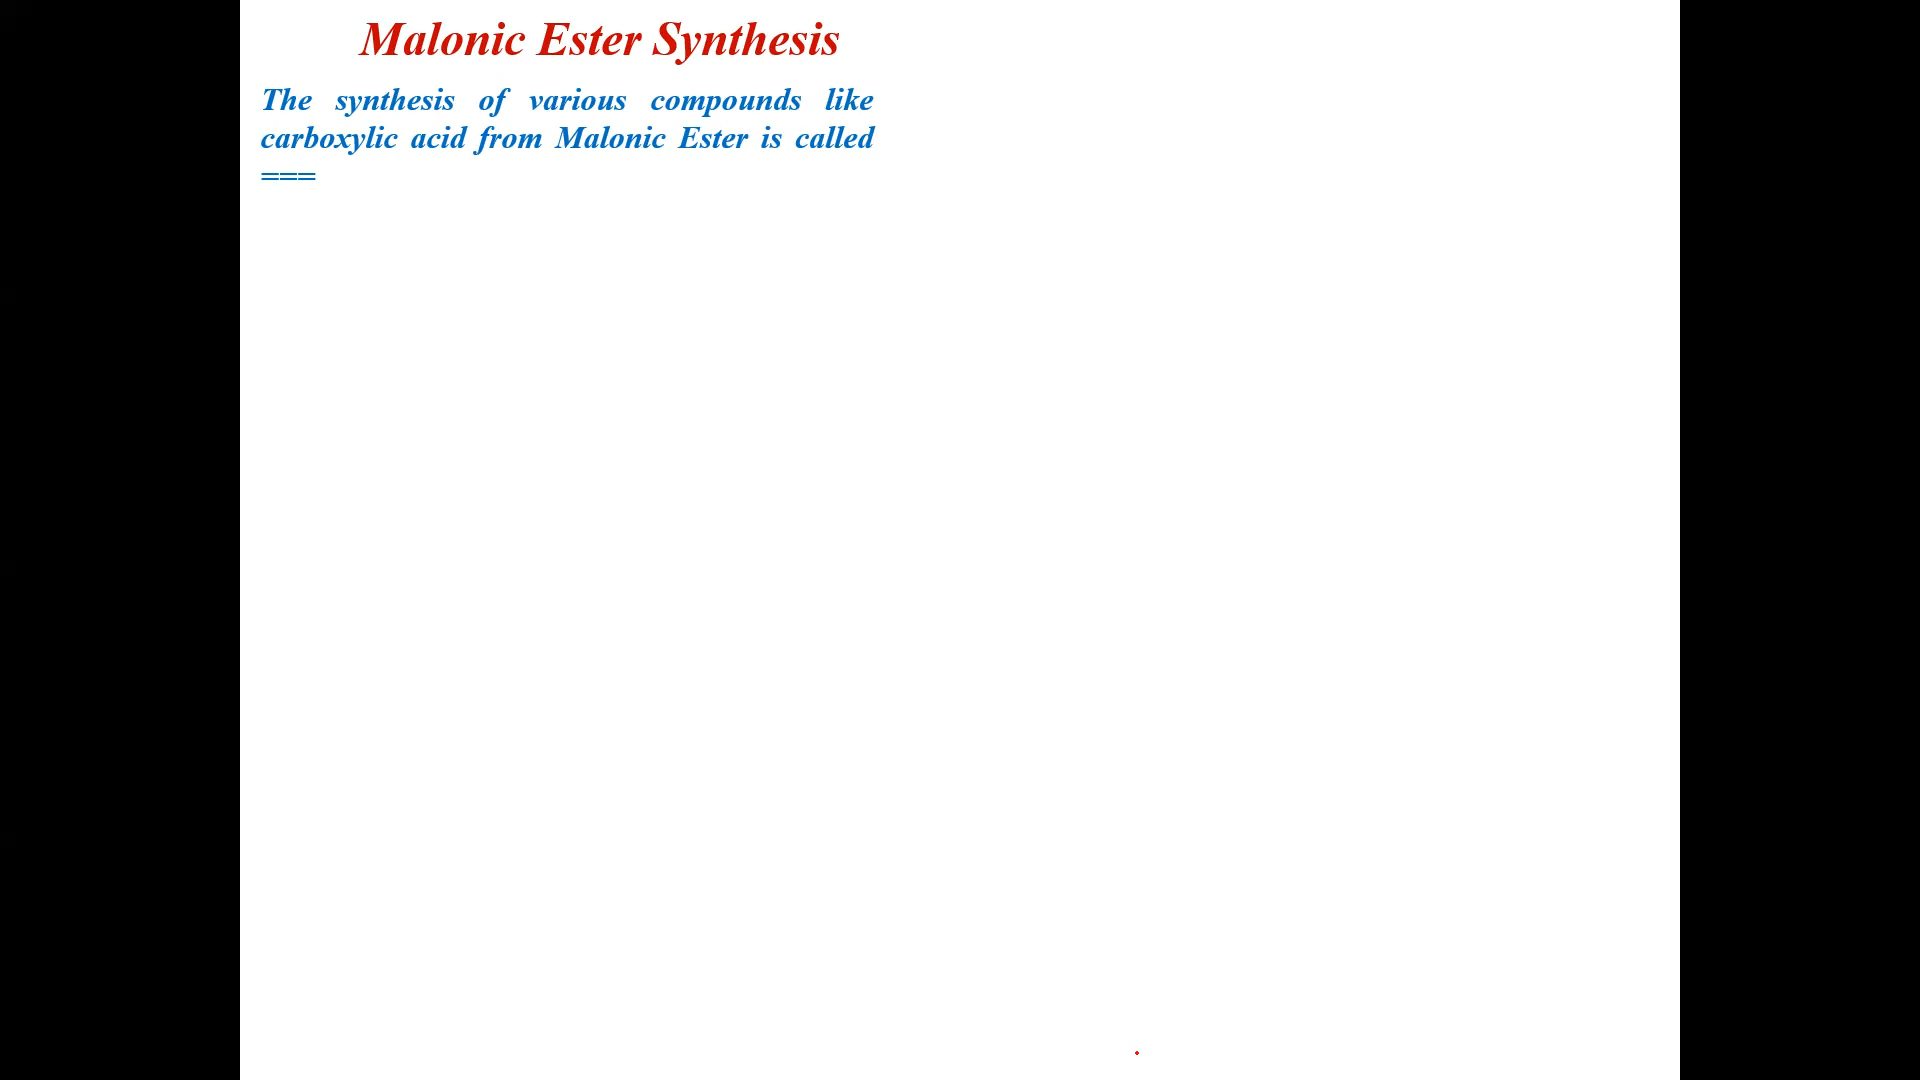 Malonic Ester Synthesis
The synthesis of various compounds like
carboxylic acid from Malonic Ester is called
===